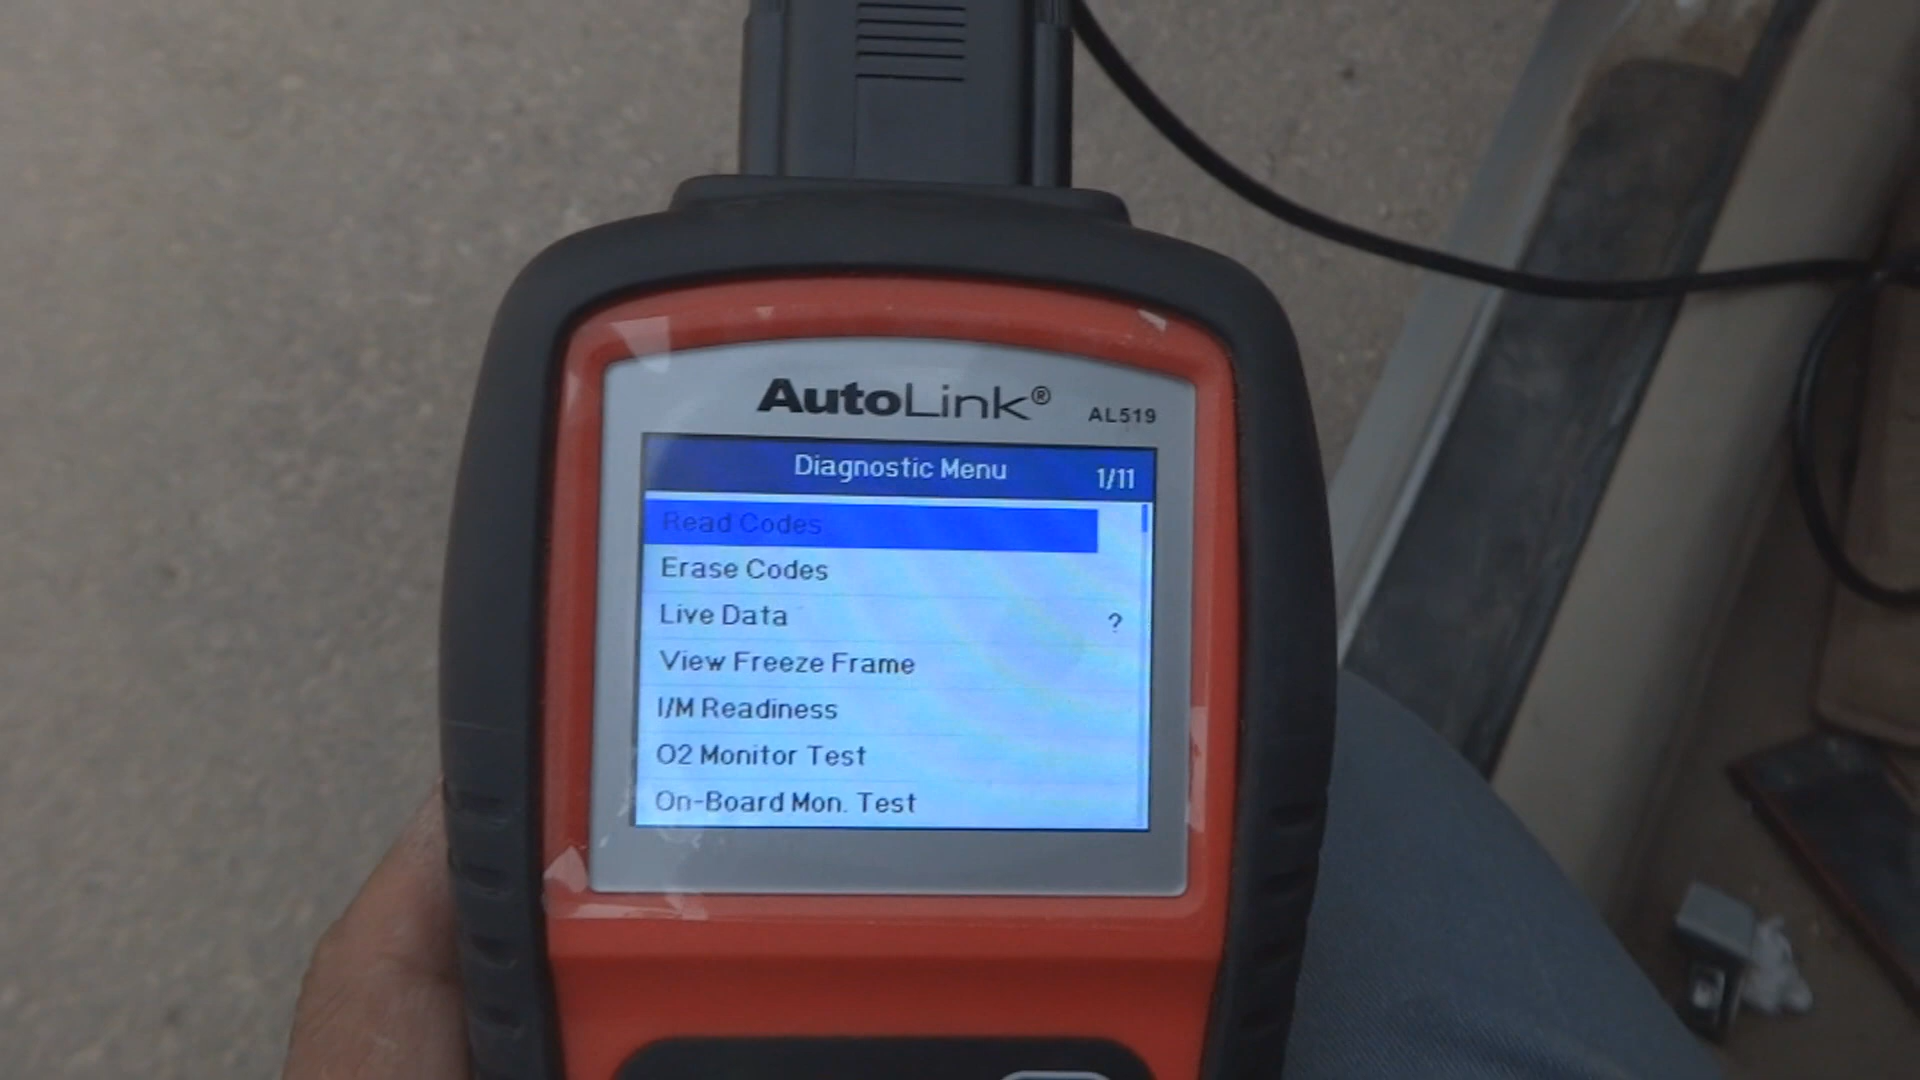 AutoLink®
AL519
Diagnostic Menu 1/11
Read Codes
Erase Codes
Live Data ?
View Freeze Frame
I/M Readiness
O2 Monitor Test
On-Board Mon. Test